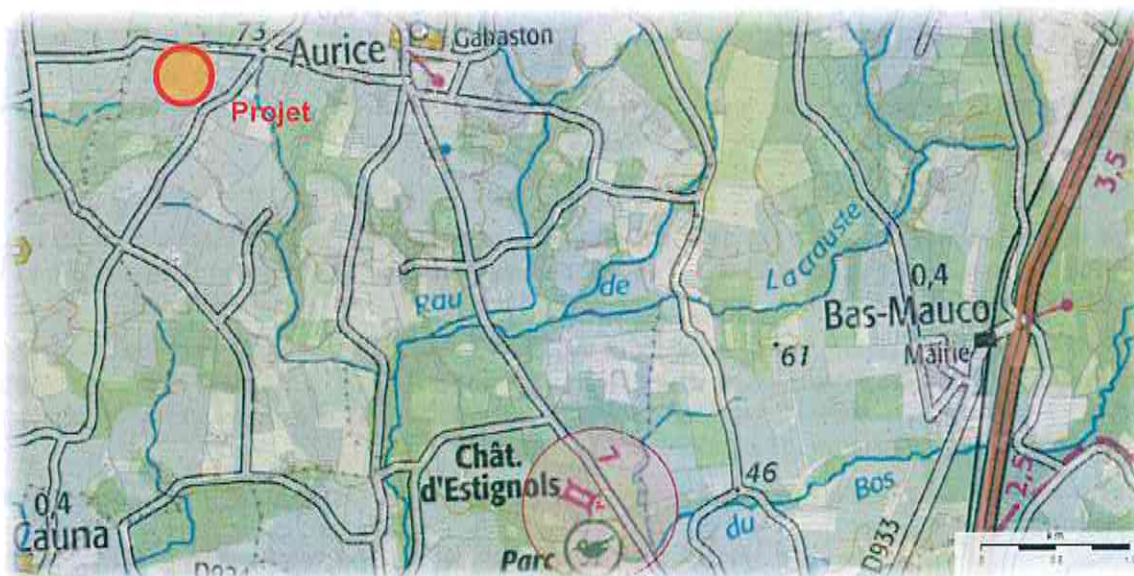 73
Aurice
Gabaston
Projet
3,5
Rau
de
Lacrauste
0,4
Bas-Mauco
Mairie
61
Chât.
d'Estignols
7
46
Bos
du
2,5
0,4
Cauna
Parc
D933
km